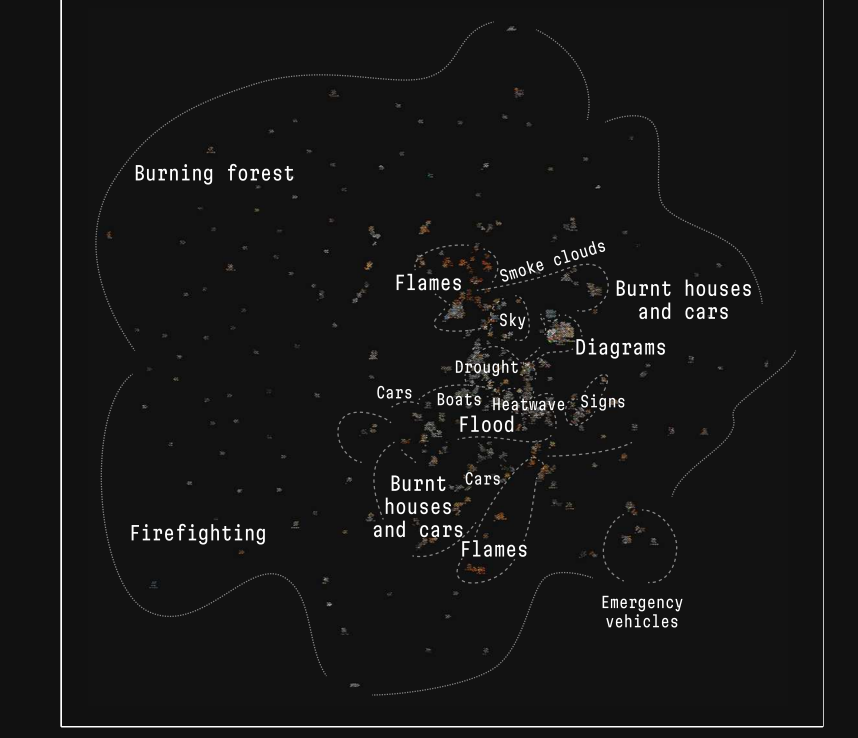 Burning forest
Smoke clouds
Flames
Burnt houses
and cars
Sky
Diagrams
Drought
Cars
Boats
Heatwave
Signs
Flood
Burnt
houses
and cars
Cars
Firefighting
Flames
Emergency
vehicles